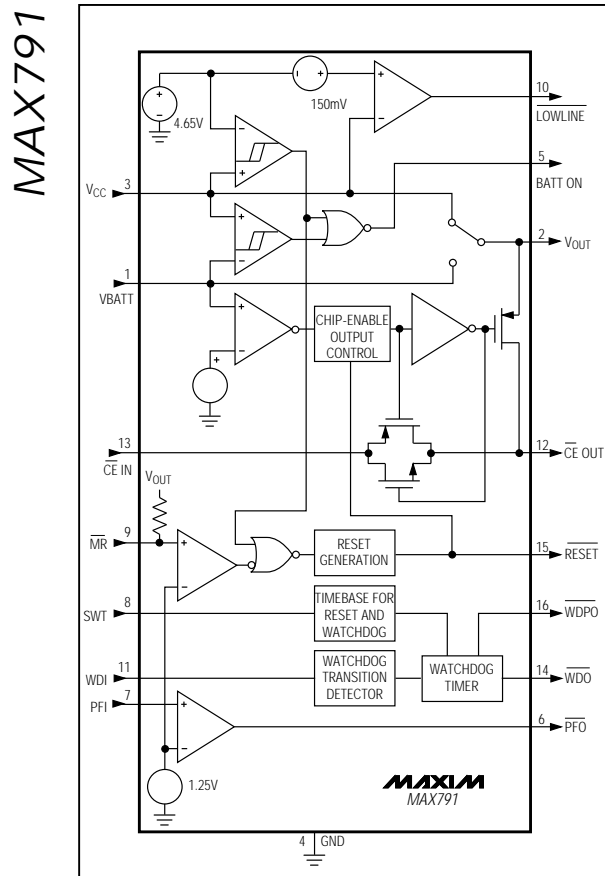 MAX791
4.65V
150mV
10
LOWLINE
5
BATT ON
VCC
3
2
VOUT
1
VBATT
CHIP-ENABLE
OUTPUT
CONTROL
13
CE IN
12
CE OUT
VOUT
9
MR
RESET
GENERATION
15
RESET
8
SWT
TIMEBASE FOR
RESET AND
WATCHDOG
16
WDPO
11
WDI
WATCHDOG
TRANSITION
DETECTOR
WATCHDOG
TIMER
14
WDO
7
PFI
6
PFO
1.25V
MAXIM
MAX791
4 GND